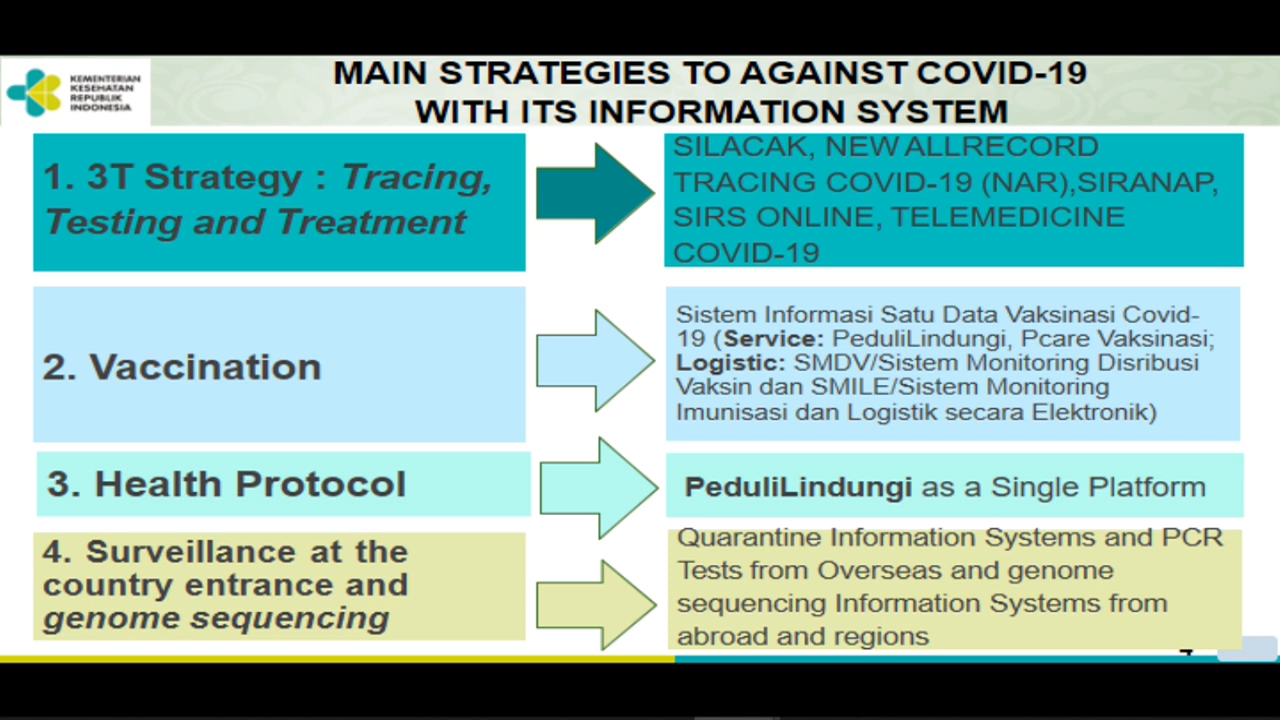 KEMENTERIAN
KESEHATAN
REPUBLIK
INDONESIA
MAIN STRATEGIES TO AGAINST COVID-19
WITH ITS INFORMATION SYSTEM
1. 3T Strategy : Tracing,
Testing and Treatment
SILACAK, NEW ALLRECORD
TRACING COVID-19 (NAR),SIRANAP,
SIRS ONLINE, TELEMEDICINE
COVID-19
2. Vaccination
Sistem Informasi Satu Data Vaksinasi Covid-
19 (Service: PeduliLindungi, Pcare Vaksinasi;
Logistic: SMDV/Sistem Monitoring Disribusi
Vaksin dan SMILE/Sistem Monitoring
Imunisasi dan Logistik secara Elektronik)
3. Health Protocol
PeduliLindungi as a Single Platform
4. Surveillance at the
country entrance and
genome sequencing
Quarantine Information Systems and PCR
Tests from Overseas and genome
sequencing Information Systems from
abroad and regions